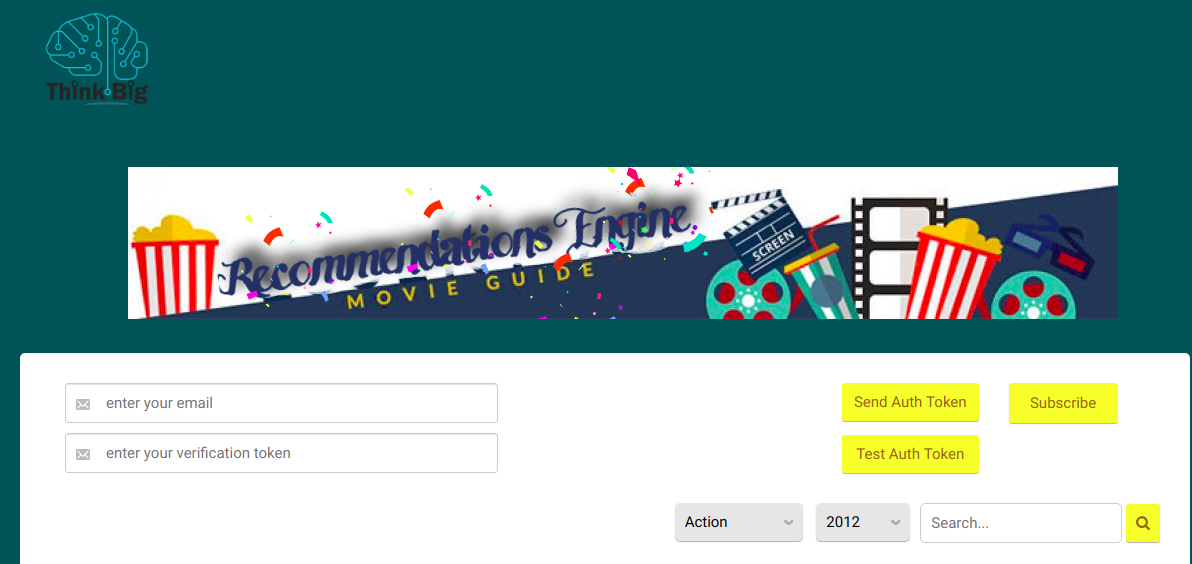 Think Big
Recommendations Engine
MOVIE GUIDE
SCREEN
enter your email
Send Auth Token
Subscribe
enter your verification token
Test Auth Token
Action
2012
Search...